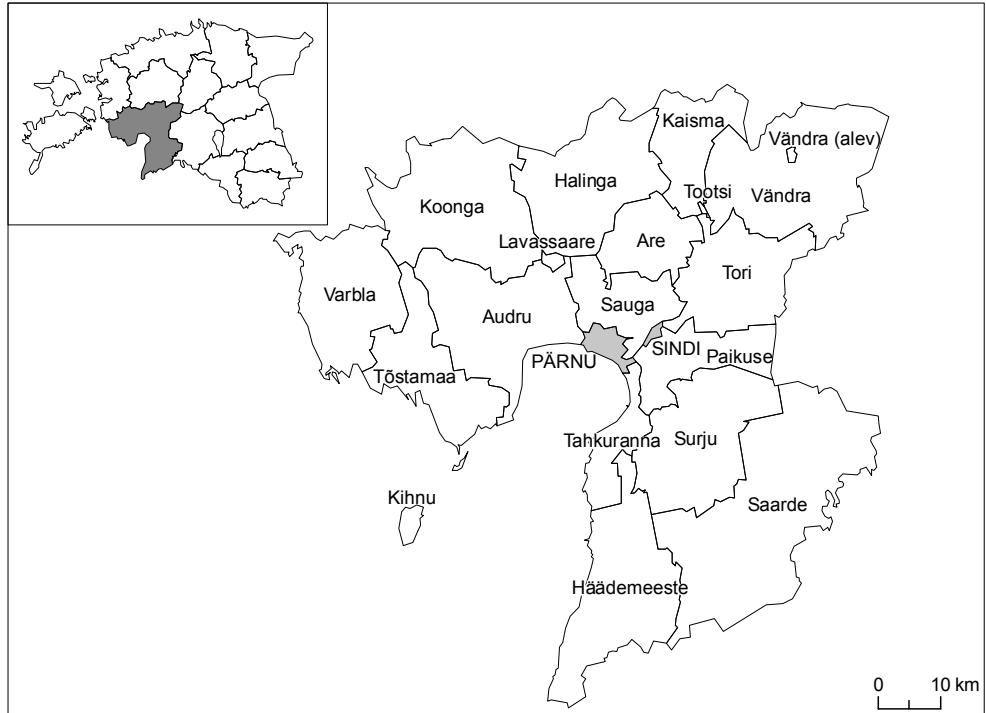 Kaisma
Vändra (alev)
Halinga
Tootsi
Vändra
Koonga
Lavassaare
Are
Tori
Varbla
Audru
Sauga
PÄRNU
SINDI
Paikuse
Tõstamaa
Tahkuranna
Surju
Kihnu
Saarde
Häädemeeste
0 10 km